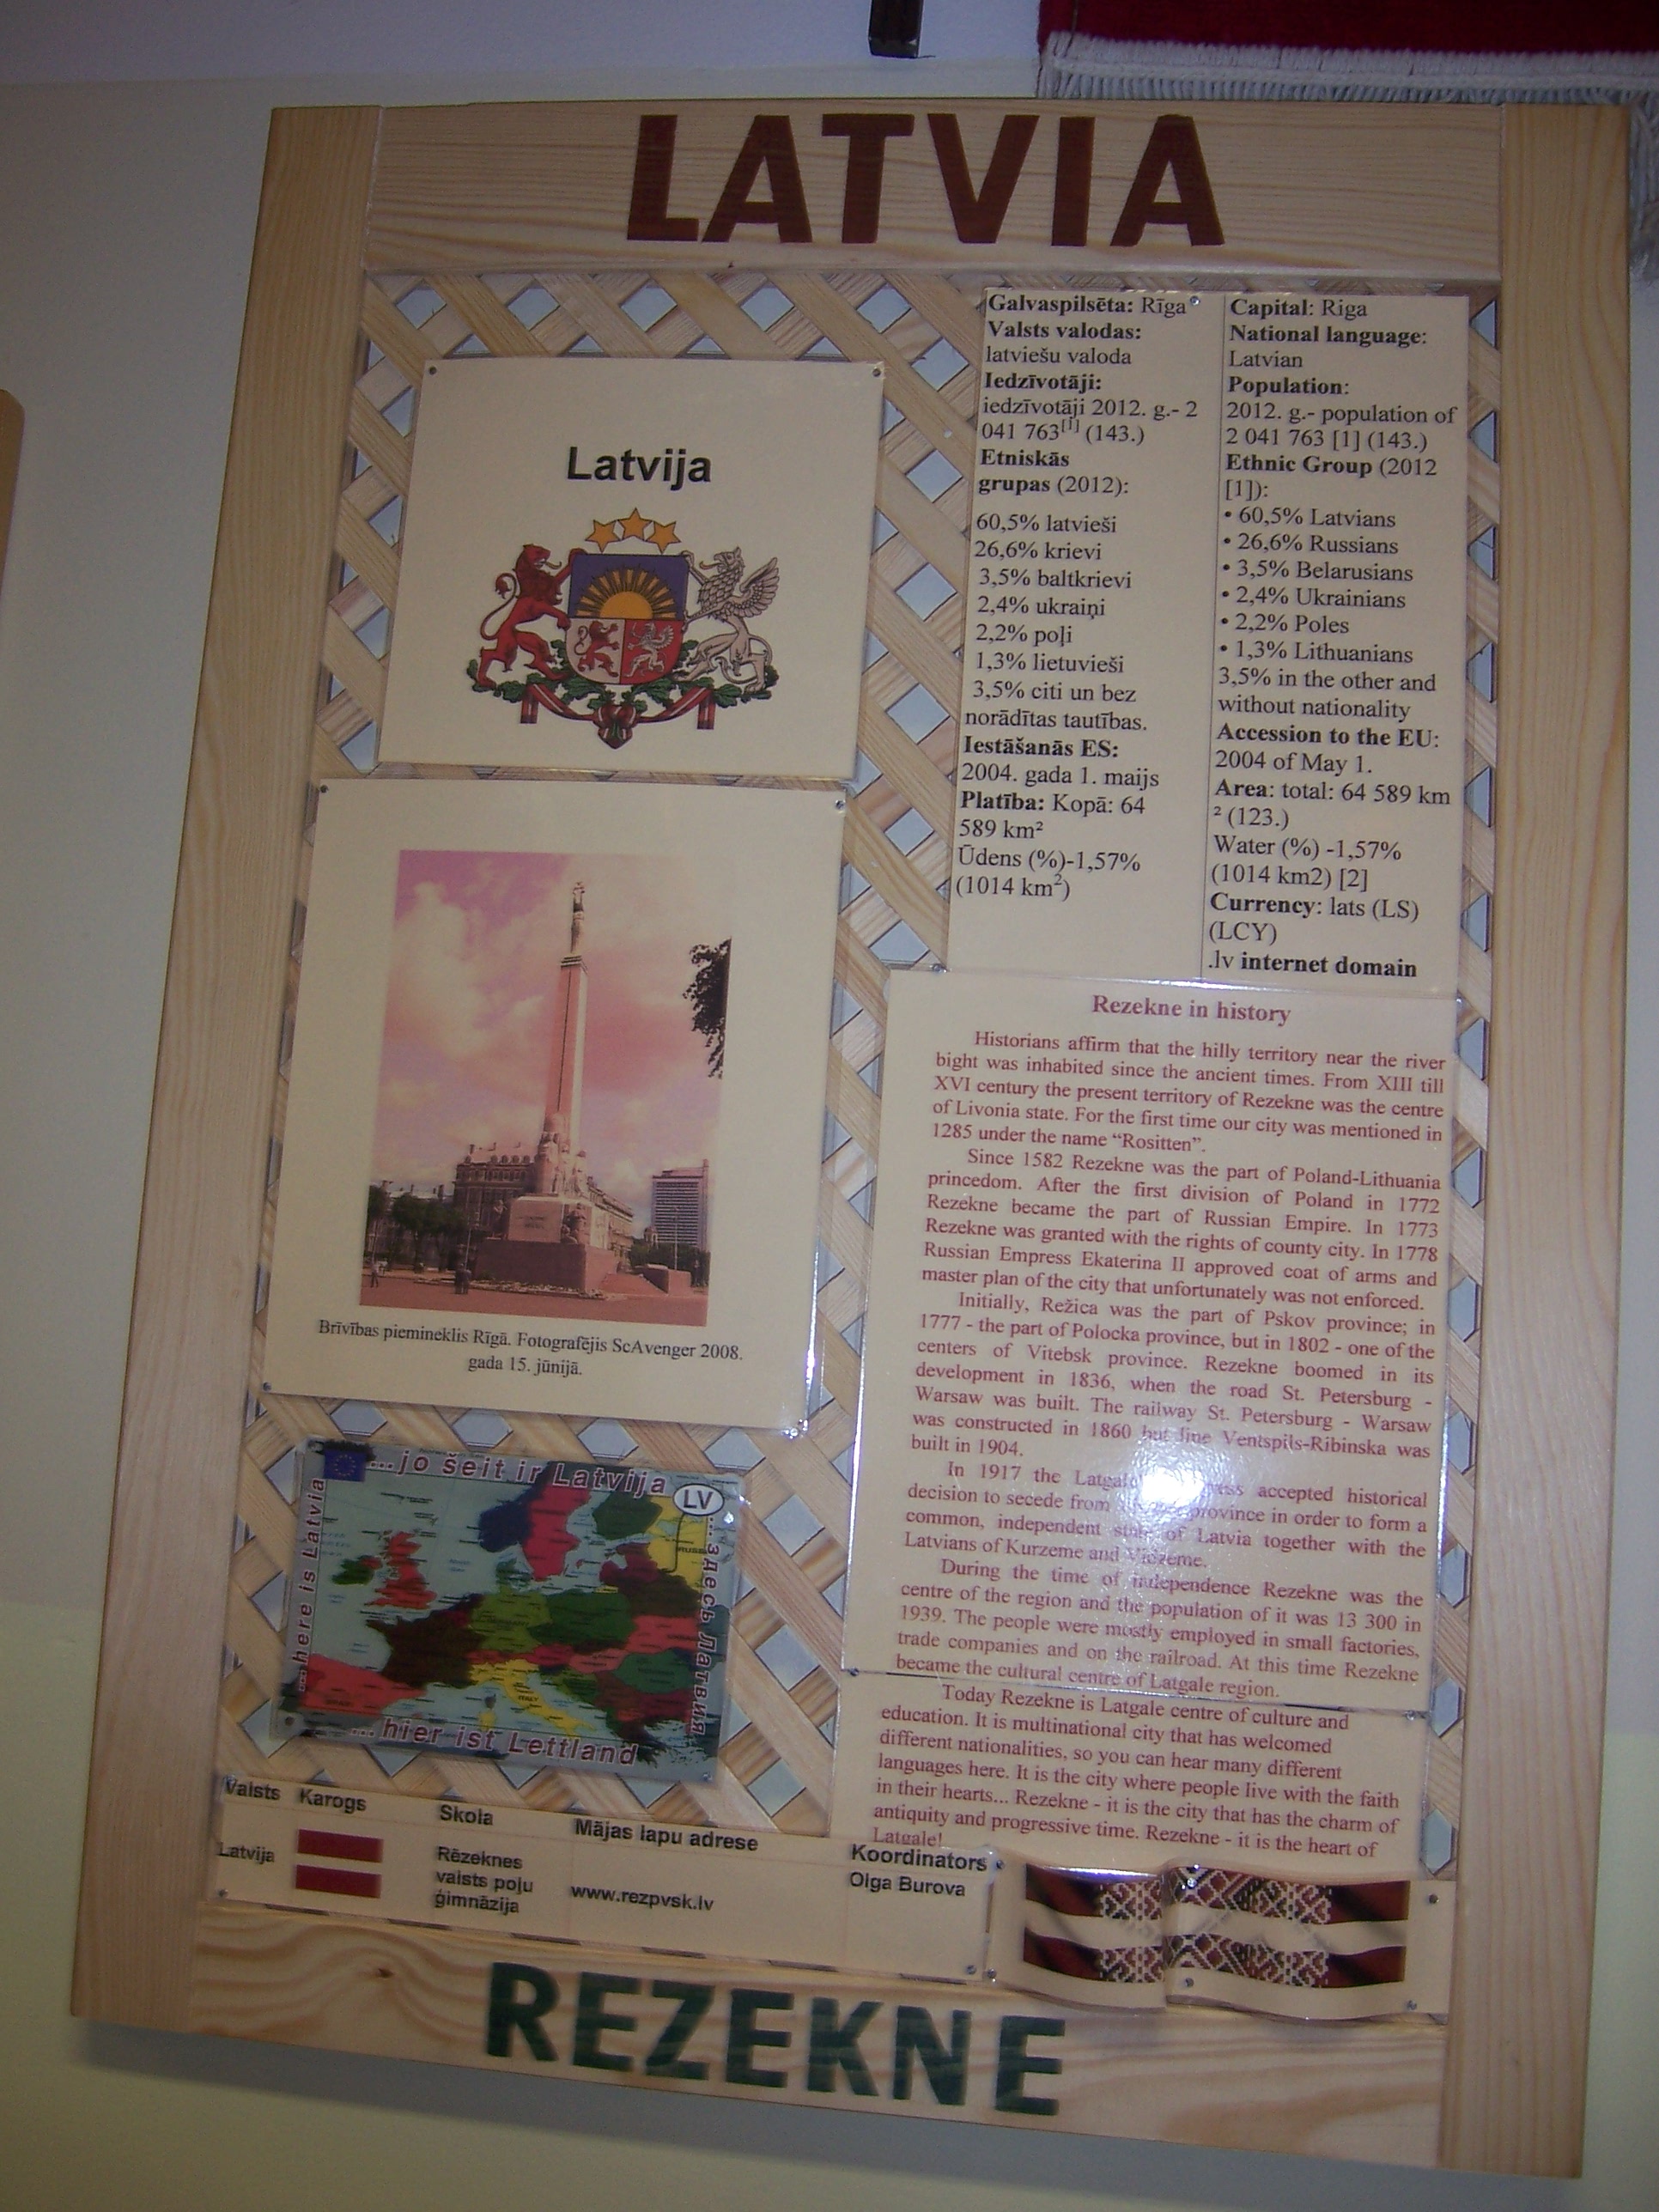 LATVIA
Latvija
Galvaspilsēta: Rīga
Valsts valodas:
latviešu valoda
Iedzīvotāji:
iedzīvotāji 2012. g.- 2
041 763[1] (143.)
Etniskās
grupas (2012):
60,5% latvieši
26,6% krievi
3,5% baltkrievi
2,4% ukraiņi
2,2% poļi
1,3% lietuvieši
3,5% citi un bez
norādītas tautības.
Iestāšanās ES:
2004. gada 1. maijs
Platība: Kopā: 64
589 km²
Ūdens (%)-1,57%
(1014 km²)
Capital: Riga
National language:
Latvian
Population:
2012. g.- population of
2 041 763 [1] (143.)
Ethnic Group (2012
[1]):
• 60,5% Latvians
• 26,6% Russians
• 3,5% Belarusians
• 2,4% Ukrainians
• 2,2% Poles
• 1,3% Lithuanians
3,5% in the other and
without nationality
Accession to the EU:
2004 of May 1.
Area: total: 64 589 km
² (123.)
Water (%) -1,57%
(1014 km2) [2]
Currency: lats (LS)
(LCY)
.lv internet domain
Brīvības piemineklis Rīgā. Fotografējis ScAvenger 2008.
gada 15. jūnijā.
Rezekne in history
Historians affirm that the hilly territory near the river
bight was inhabited since the ancient times. From XIII till
XVI century the present territory of Rezekne was the centre
of Livonia state. For the first time our city was mentioned in
1285 under the name “Rositten”.
Since 1582 Rezekne was the part of Poland-Lithuania
princedom. After the first division of Poland in 1772
Rezekne became the part of Russian Empire. In 1773
Rezekne was granted with the rights of county city. In 1778
Russian Empress Ekaterina II approved coat of arms and
master plan of the city that unfortunately was not enforced.
Initially, Režica was the part of Pskov province; in
1777 - the part of Polocka province, but in 1802 - one of the
centers of Vitebsk province. Rezekne boomed in its
development in 1836, when the road St. Petersburg -
Warsaw was built. The railway St. Petersburg - Warsaw
was constructed in 1860 but line Ventspils-Ribinska was
built in 1904.
In 1917 the accepted historical
decision to secede from province in order to form a
common, independent state of Latvia together with the
Latvians of Kurzeme and Vidzeme.
During the time of independence Rezekne was the
centre of the region and the population of it was 13 300 in
1939. The people were mostly employed in small factories,
trade companies and on the railroad. At this time Rezekne
became the cultural centre of Latgale region.
Today Rezekne is Latgale centre of culture and
education. It is multinational city that has welcomed
different nationalities, so you can hear many different
languages here. It is the city where people live with the faith
in their hearts... Rezekne - it is the city that has the charm of
antiquity and progressive time. Rezekne - it is the heart of
Latgale!
...jo šeit ir Latvija
LV
...here is Latvia
...здесь Латвия
...hier ist Lettland
Valsts Karogs Skola Mājas lapu adrese Koordinators
Latvija Rēzeknes
valsts poļu
ģimnāzija
www.rezpvsk.lv
Olga Burova
REZEKNE